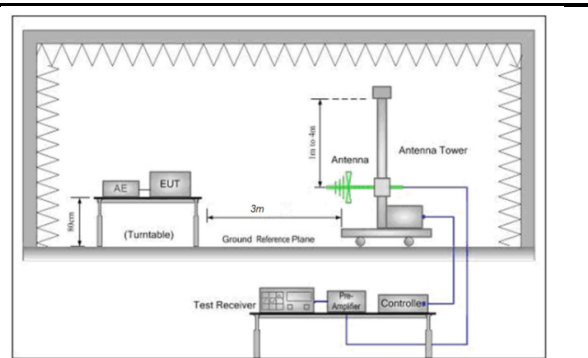 1m to 4m
Antenna
Antenna Tower
AE
EUT
80cm
3m
(Turntable)
Ground Reference Plane
Test Receiver
Pre-
Amplifier
Controller